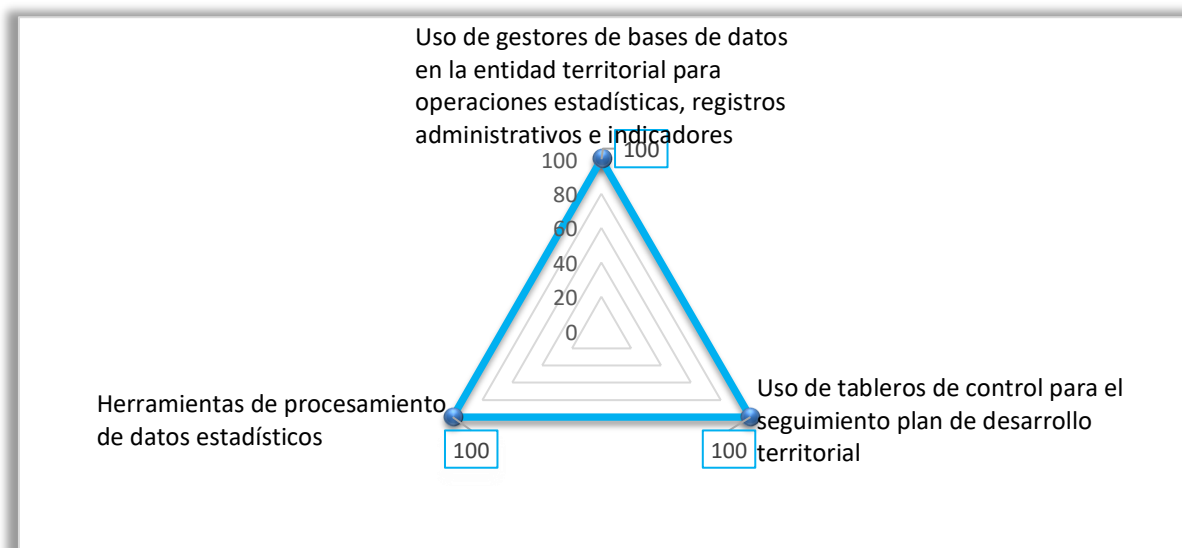 Uso de gestores de bases de datos
en la entidad territorial para
operaciones estadísticas, registros
administrativos e indicadores
100
100
80
60
40
20
0
Herramientas de procesamiento
de datos estadísticos
100
100
Uso de tableros de control para el
seguimiento plan de desarrollo
territorial